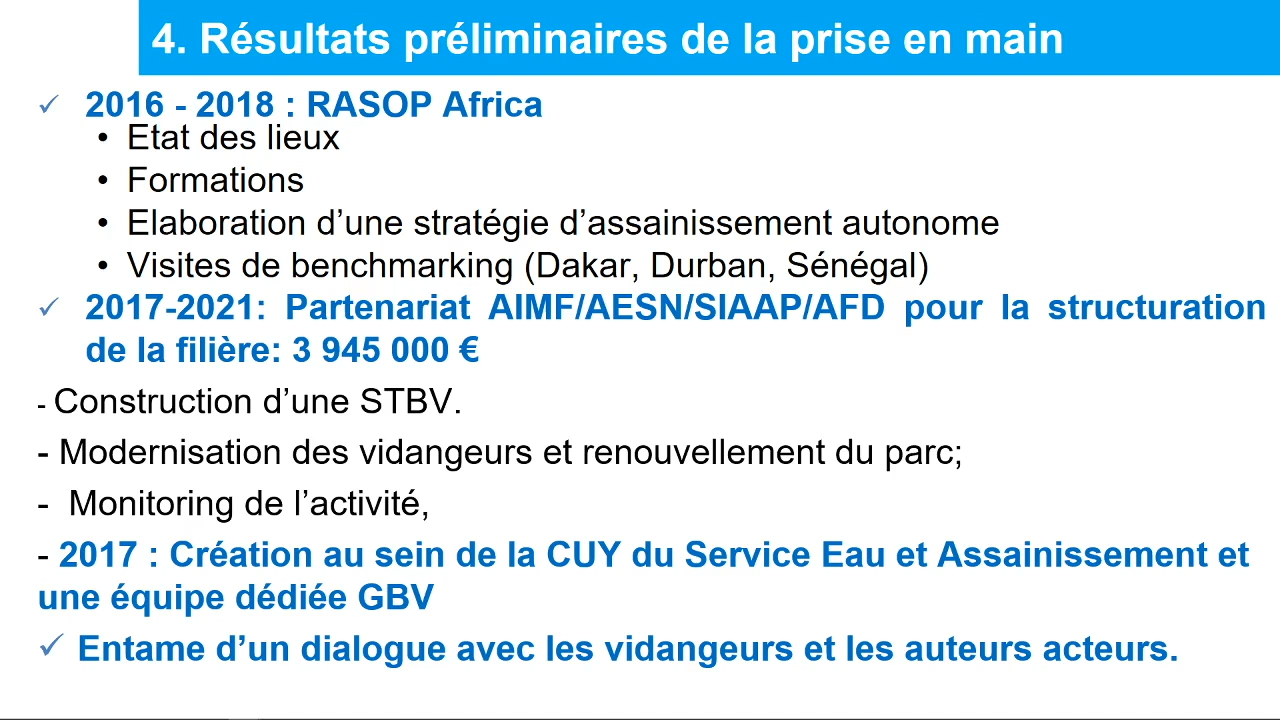 4. Résultats préliminaires de la prise en main
✓ 2016 - 2018 : RASOP Africa
• Etat des lieux
• Formations
• Elaboration d’une stratégie d’assainissement autonome
• Visites de benchmarking (Dakar, Durban, Sénégal)
✓ 2017-2021: Partenariat AIMF/AESN/SIAAP/AFD pour la structuration
de la filière: 3 945 000 €
- Construction d’une STBV.
- Modernisation des vidangeurs et renouvellement du parc;
- Monitoring de l’activité,
- 2017 : Création au sein de la CUY du Service Eau et Assainissement et
une équipe dédiée GBV
✓ Entame d’un dialogue avec les vidangeurs et les auteurs acteurs.